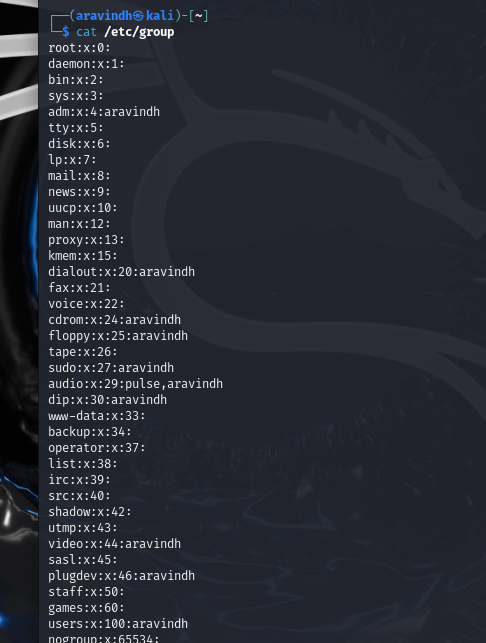 ┌──(aravindh㉿kali)-[~]
└─$ cat /etc/group
root:x:0:
daemon:x:1:
bin:x:2:
sys:x:3:
adm:x:4:aravindh
tty:x:5:
disk:x:6:
lp:x:7:
mail:x:8:
news:x:9:
uucp:x:10:
man:x:12:
proxy:x:13:
kmem:x:15:
dialout:x:20:aravindh
fax:x:21:
voice:x:22:
cdrom:x:24:aravindh
floppy:x:25:aravindh
tape:x:26:
sudo:x:27:aravindh
audio:x:29:pulse,aravindh
dip:x:30:aravindh
www-data:x:33:
backup:x:34:
operator:x:37:
list:x:38:
irc:x:39:
src:x:40:
shadow:x:42:
utmp:x:43:
video:x:44:aravindh
sasl:x:45:
plugdev:x:46:aravindh
staff:x:50:
games:x:60:
users:x:100:aravindh
nogroup:x:65534: